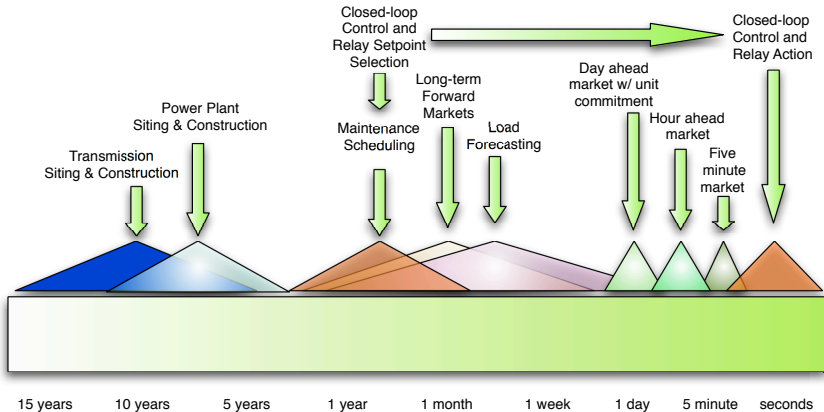 Closed-loop
Control and
Relay Setpoint
Selection
Closed-loop
Control and
Relay Action
Transmission
Siting & Construction
Power Plant
Siting & Construction
Maintenance
Scheduling
Long-term
Forward
Markets
Load
Forecasting
Day ahead
market w/ unit
commitment
Hour ahead
market
Five
minute
market
15 years
10 years
5 years
1 year
1 month
1 week
1 day
5 minute
seconds